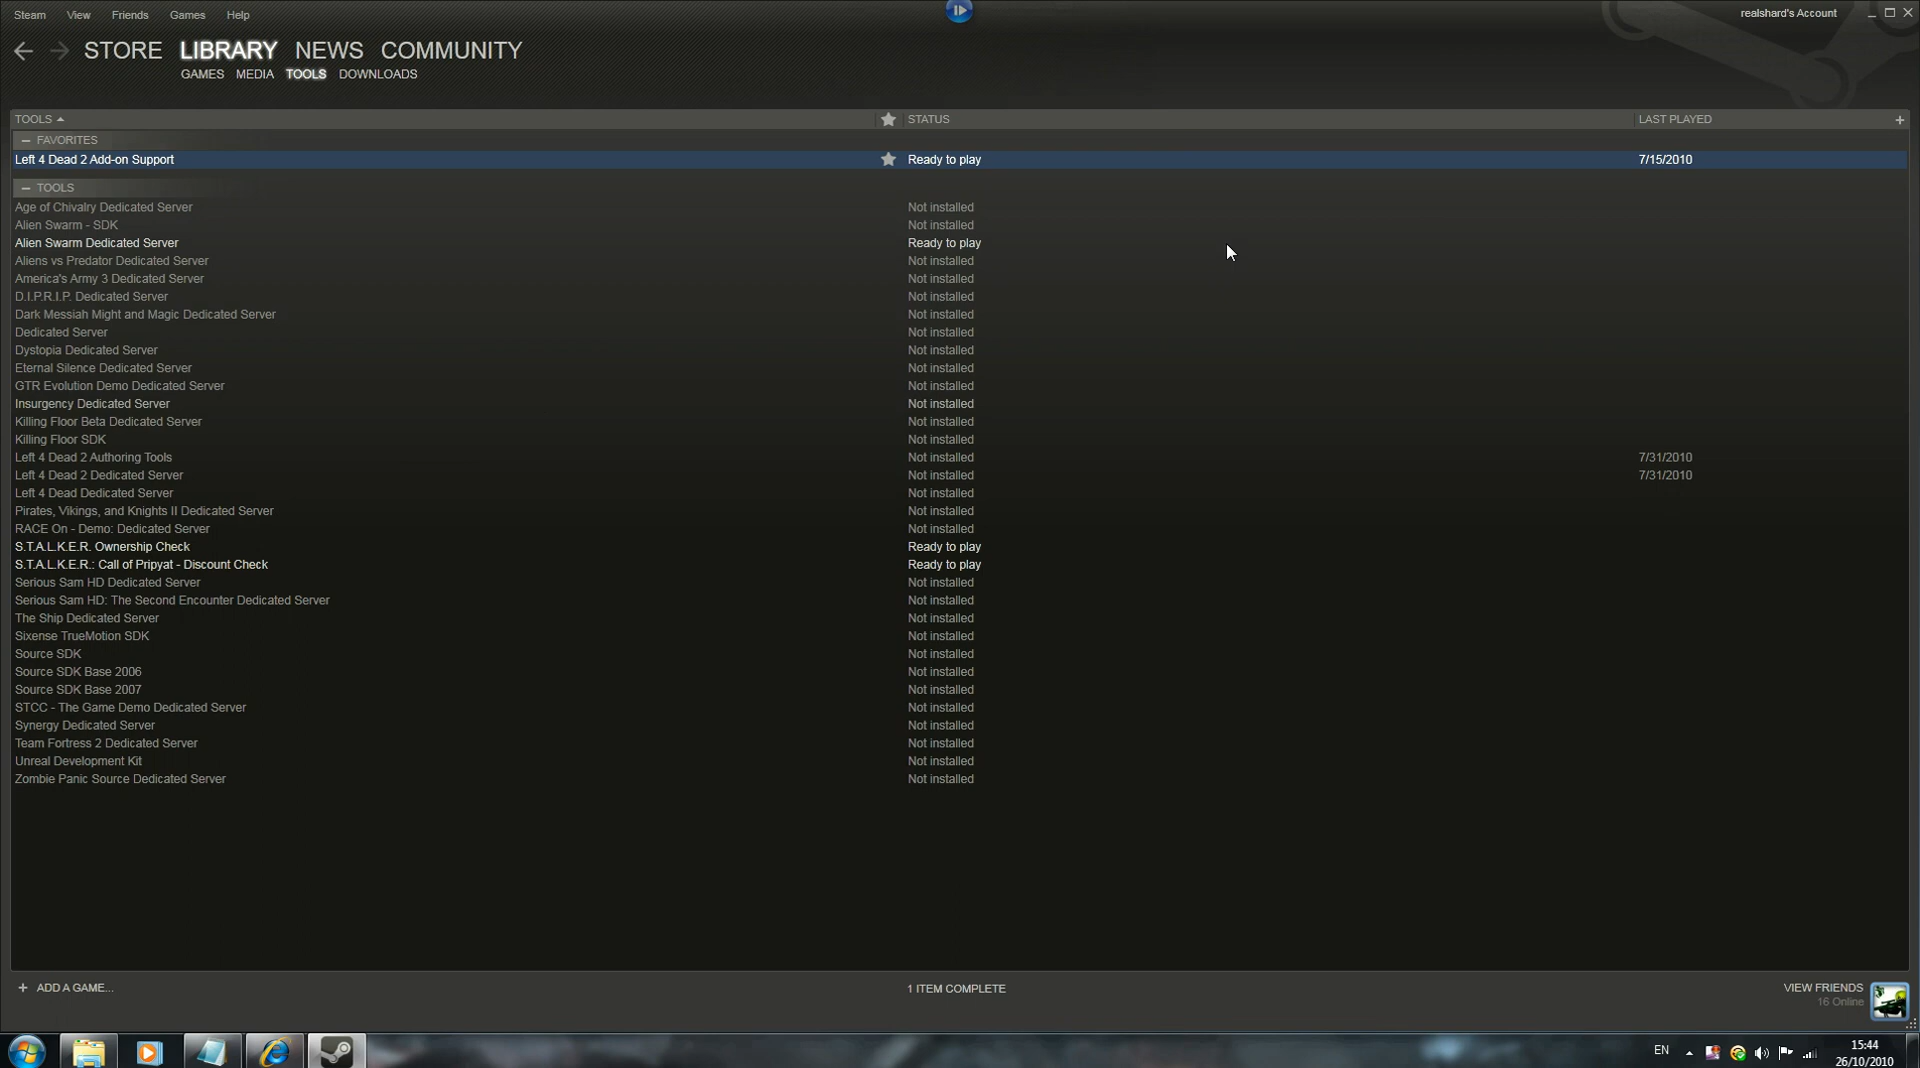 Steam View Friends Games Help realshard's Account
STORE LIBRARY NEWS COMMUNITY
GAMES MEDIA TOOLS DOWNLOADS
TOOLS STATUS LAST PLAYED +
− FAVORITES
Left 4 Dead 2 Add-on Support Ready to play 7/15/2010
− TOOLS
Age of Chivalry Dedicated Server Not installed
Alien Swarm - SDK Not installed
Alien Swarm Dedicated Server Ready to play
Aliens vs Predator Dedicated Server Not installed
America's Army 3 Dedicated Server Not installed
D.I.P.R.I.P. Dedicated Server Not installed
Dark Messiah Might and Magic Dedicated Server Not installed
Dedicated Server Not installed
Dystopia Dedicated Server Not installed
Eternal Silence Dedicated Server Not installed
GTR Evolution Demo Dedicated Server Not installed
Insurgency Dedicated Server Not installed
Killing Floor Beta Dedicated Server Not installed
Killing Floor SDK Not installed
Left 4 Dead 2 Authoring Tools Not installed 7/31/2010
Left 4 Dead 2 Dedicated Server Not installed 7/31/2010
Left 4 Dead Dedicated Server Not installed
Pirates, Vikings, and Knights II Dedicated Server Not installed
RACE On - Demo: Dedicated Server Not installed
S.T.A.L.K.E.R. Ownership Check Ready to play
S.T.A.L.K.E.R.: Call of Pripyat - Discount Check Ready to play
Serious Sam HD Dedicated Server Not installed
Serious Sam HD: The Second Encounter Dedicated Server Not installed
The Ship Dedicated Server Not installed
Sixense TrueMotion SDK Not installed
Source SDK Not installed
Source SDK Base 2006 Not installed
Source SDK Base 2007 Not installed
STCC - The Game Demo Dedicated Server Not installed
Synergy Dedicated Server Not installed
Team Fortress 2 Dedicated Server Not installed
Unreal Development Kit Not installed
Zombie Panic Source Dedicated Server Not installed
+ ADD A GAME... 1 ITEM COMPLETE VIEW FRIENDS
16 Online
EN 15:44
26/10/2010